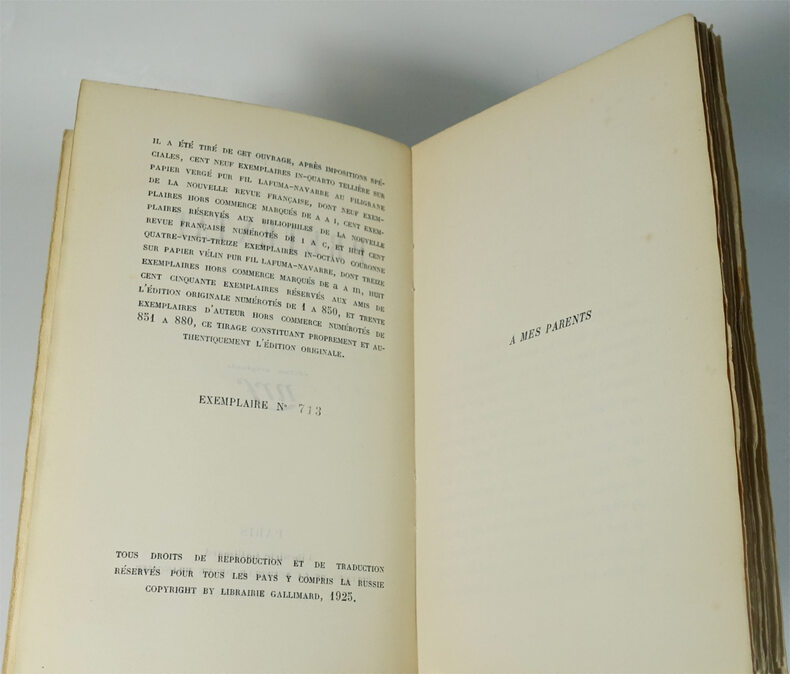 IL A ÉTÉ TIRÉ DE CET OUVRAGE, APRÈS IMPOSITIONS SPÉ-
CIALES, CENT NEUF EXEMPLAIRES IN-QUARTO TELLIÈRE SUR
PAPIER VERGÉ PUR FIL LAFUMA-NAVARRE AU FILIGRANE
DE LA NOUVELLE REVUE FRANÇAISE, DONT NEUF EXEM-
PLAIRES HORS COMMERCE MARQUÉS DE A A I, CENT EXEM-
PLAIRES RÉSERVÉS AUX BIBLIOPHILES DE LA NOUVELLE
REVUE FRANÇAISE NUMÉROTÉS DE I A C, ET HUIT CENT
QUATRE-VINGT-TREIZE EXEMPLAIRES IN-OCTAVO COURONNE
SUR PAPIER VÉLIN PUR FIL LAFUMA-NAVARRE, DONT TREIZE
EXEMPLAIRES HORS COMMERCE MARQUÉS DE a A m, HUIT
CENT CINQUANTE EXEMPLAIRES RÉSERVÉS AUX AMIS DE
L'ÉDITION ORIGINALE NUMÉROTÉS DE 1 A 850, ET TRENTE
EXEMPLAIRES D'AUTEUR HORS COMMERCE NUMÉROTÉS DE
851 A 880, CE TIRAGE CONSTITUANT PROPREMENT ET AU-
THENTIQUEMENT L'ÉDITION ORIGINALE.
EXEMPLAIRE N° 713
TOUS DROITS DE REPRODUCTION ET DE TRADUCTION
RÉSERVÉS POUR TOUS LES PAYS Y COMPRIS LA RUSSIE
COPYRIGHT BY LIBRAIRIE GALLIMARD, 1925.
A MES PARENTS